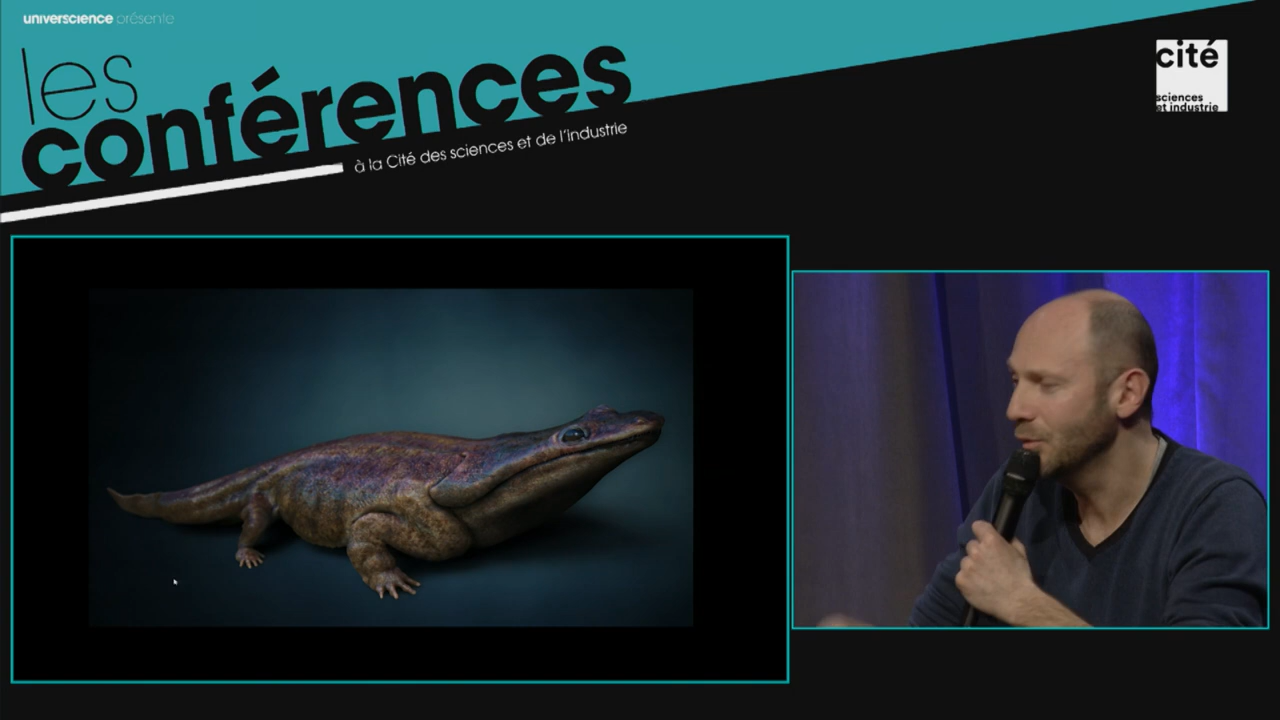 universcience présente
les
conférences
à la Cité des sciences et de l'industrie
cité
sciences
et industrie